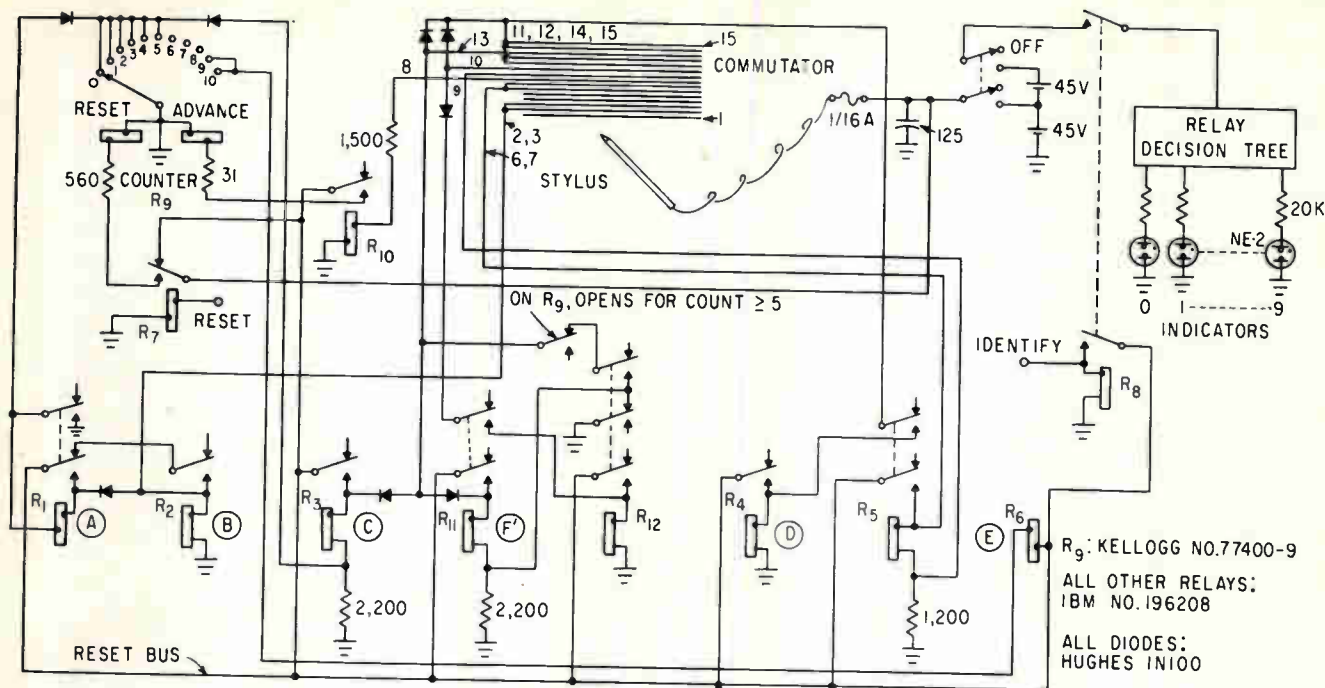 0
1
2
3
4
5
6
7
8
9
10
RESET
ADVANCE
560
COUNTER
R9
31
R7
RESET
1,500
R10
8
13
10
9
11, 12, 14, 15
15
COMMUTATOR
1
2, 3
6,7
STYLUS
1/16 A
125
OFF
45V
45V
RELAY
DECISION TREE
20K
NE-2
0
1
9
INDICATORS
ON R9, OPENS FOR COUNT ≥ 5
IDENTIFY
R8
R1
A
R2
B
R3
C
R11
F'
R12
R4
D
R5
E
R6
2,200
2,200
1,200
RESET BUS
R9: KELLOGG NO.77400-9
ALL OTHER RELAYS:
IBM NO. 196208
ALL DIODES:
HUGHES IN100